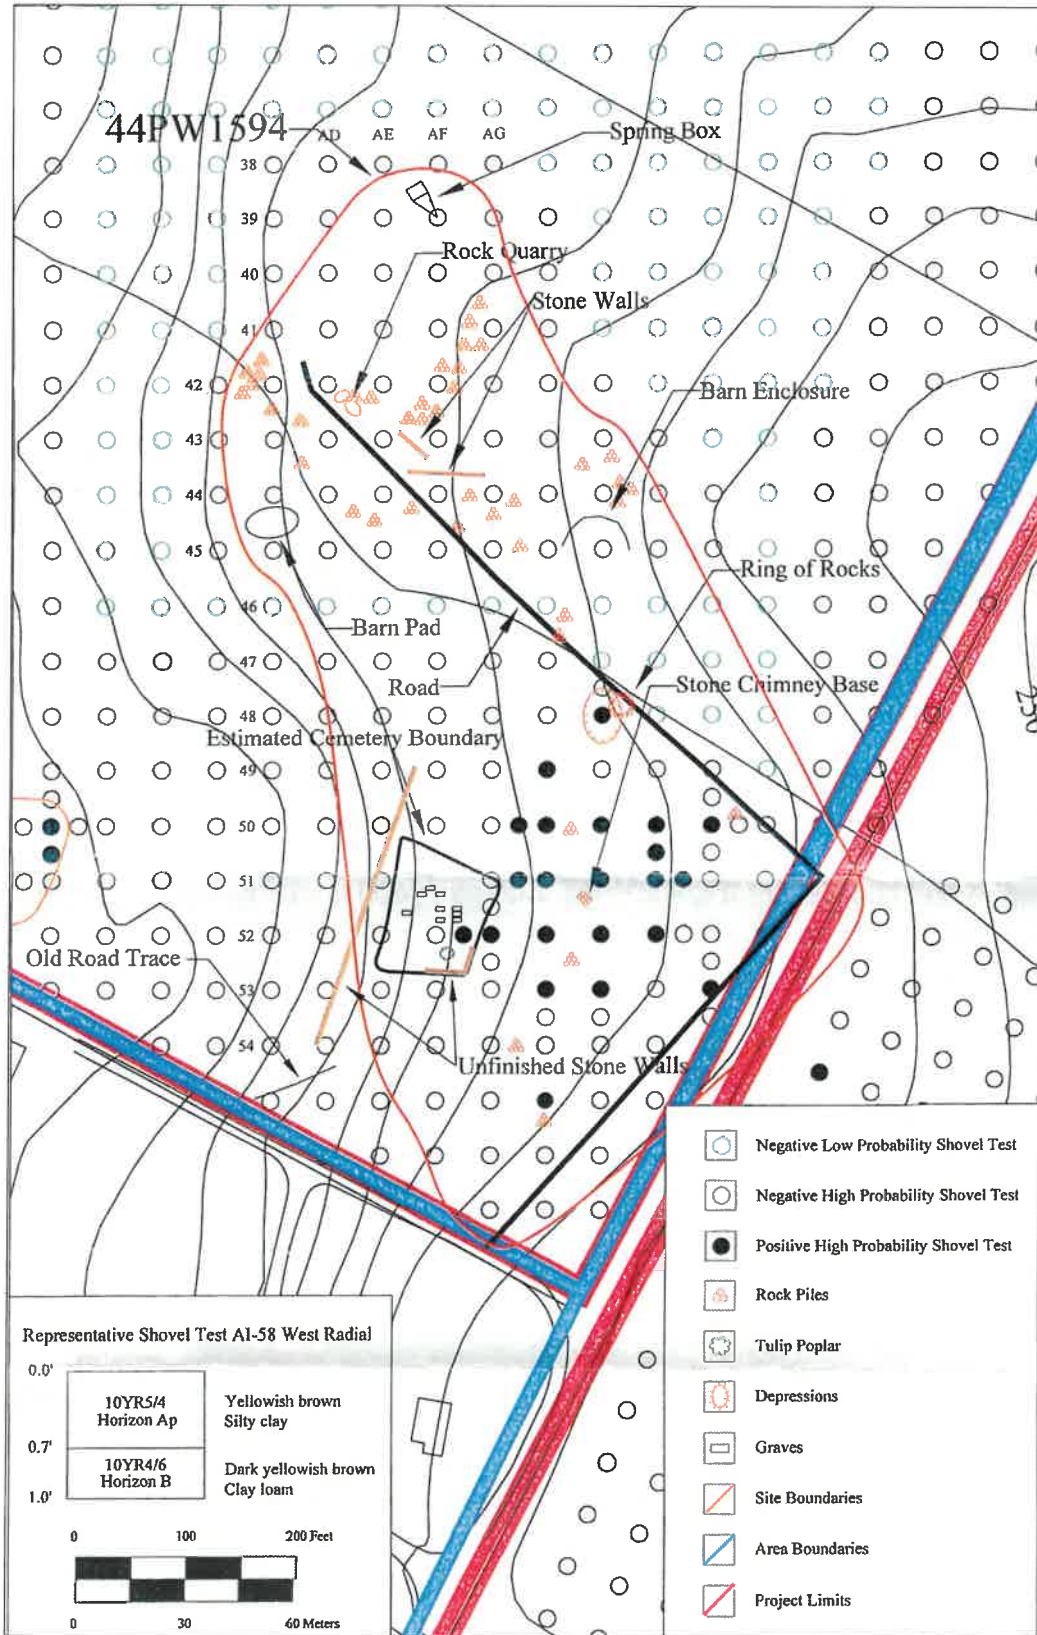 44PW1594
AD AE AF AG
Spring Box
38
39
Rock Quarry
40
Stone Walls
41
42
Barn Enclosure
43
44
45
Ring of Rocks
46
Barn Pad
47
Road
Stone Chimney Base
250
48
Estimated Cemetery Boundary
49
50
51
52
Old Road Trace
53
54
Unfinished Stone Walls
Negative Low Probability Shovel Test
Negative High Probability Shovel Test
Positive High Probability Shovel Test
Rock Piles
Tulip Poplar
Depressions
Graves
Site Boundaries
Area Boundaries
Project Limits
Representative Shovel Test AI-58 West Radial
0.0'
10YR5/4
Horizon Ap
Yellowish brown
Silty clay
0.7'
10YR4/6
Horizon B
Dark yellowish brown
Clay loam
1.0'
0 100 200 Feet
0 30 60 Meters